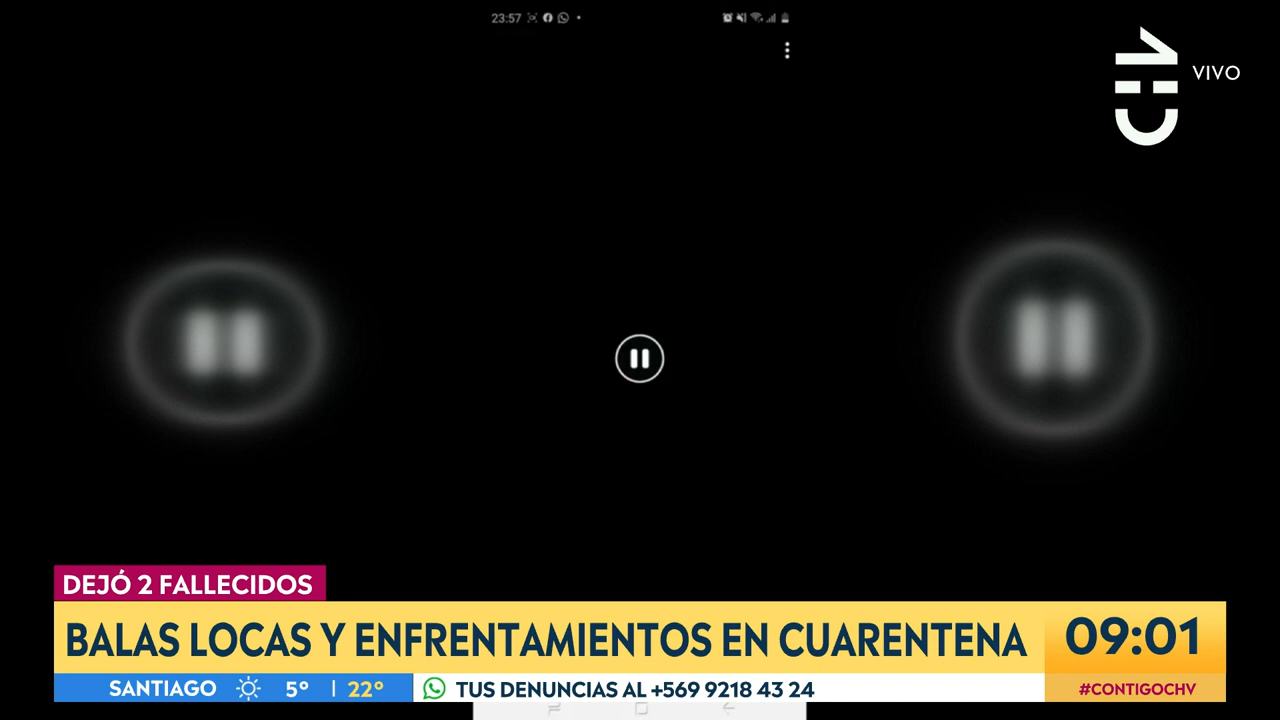 23:57
CHV
VIVO
DEJÓ 2 FALLECIDOS
BALAS LOCAS Y ENFRENTAMIENTOS EN CUARENTENA
09:01
SANTIAGO 5° | 22°
TUS DENUNCIAS AL +569 9218 43 24
#CONTIGOCHV